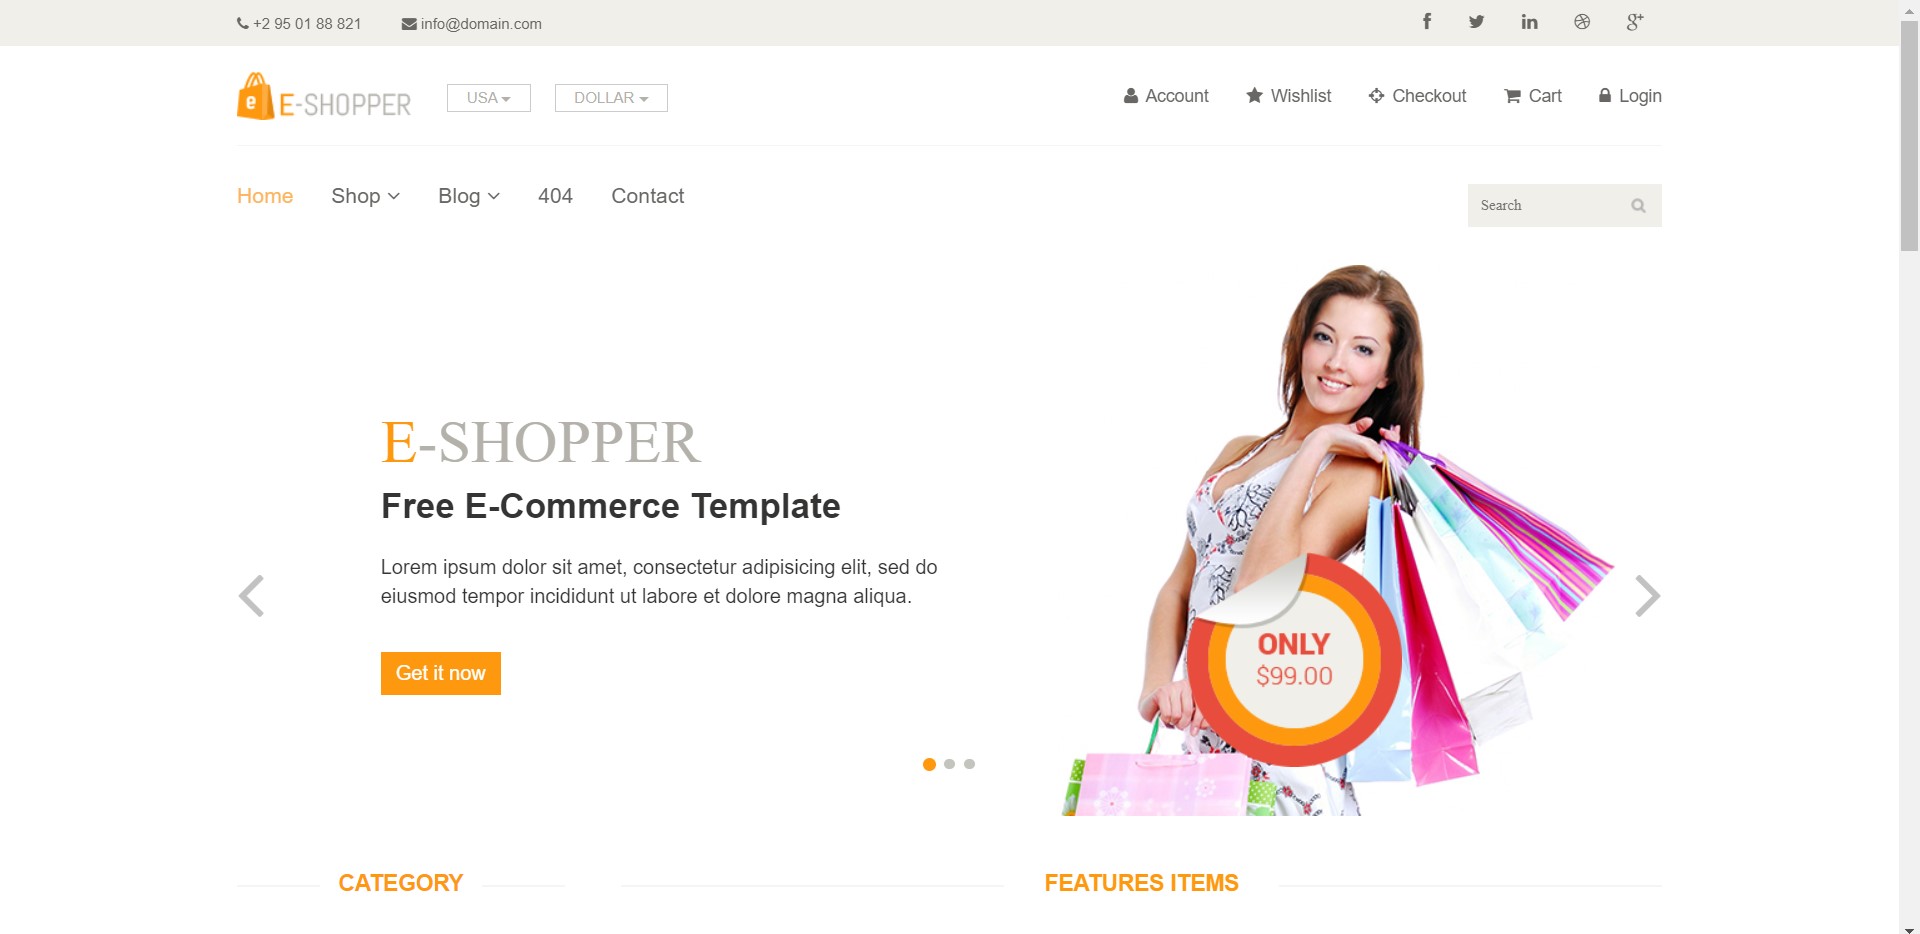 +2 95 01 88 821 info@domain.com
E-SHOPPER USA DOLLAR Account Wishlist Checkout Cart Login
Home Shop Blog 404 Contact
Search
E-SHOPPER
Free E-Commerce Template
Lorem ipsum dolor sit amet, consectetur adipisicing elit, sed do
eiusmod tempor incididunt ut labore et dolore magna aliqua.
Get it now
ONLY
$99.00
CATEGORY FEATURES ITEMS